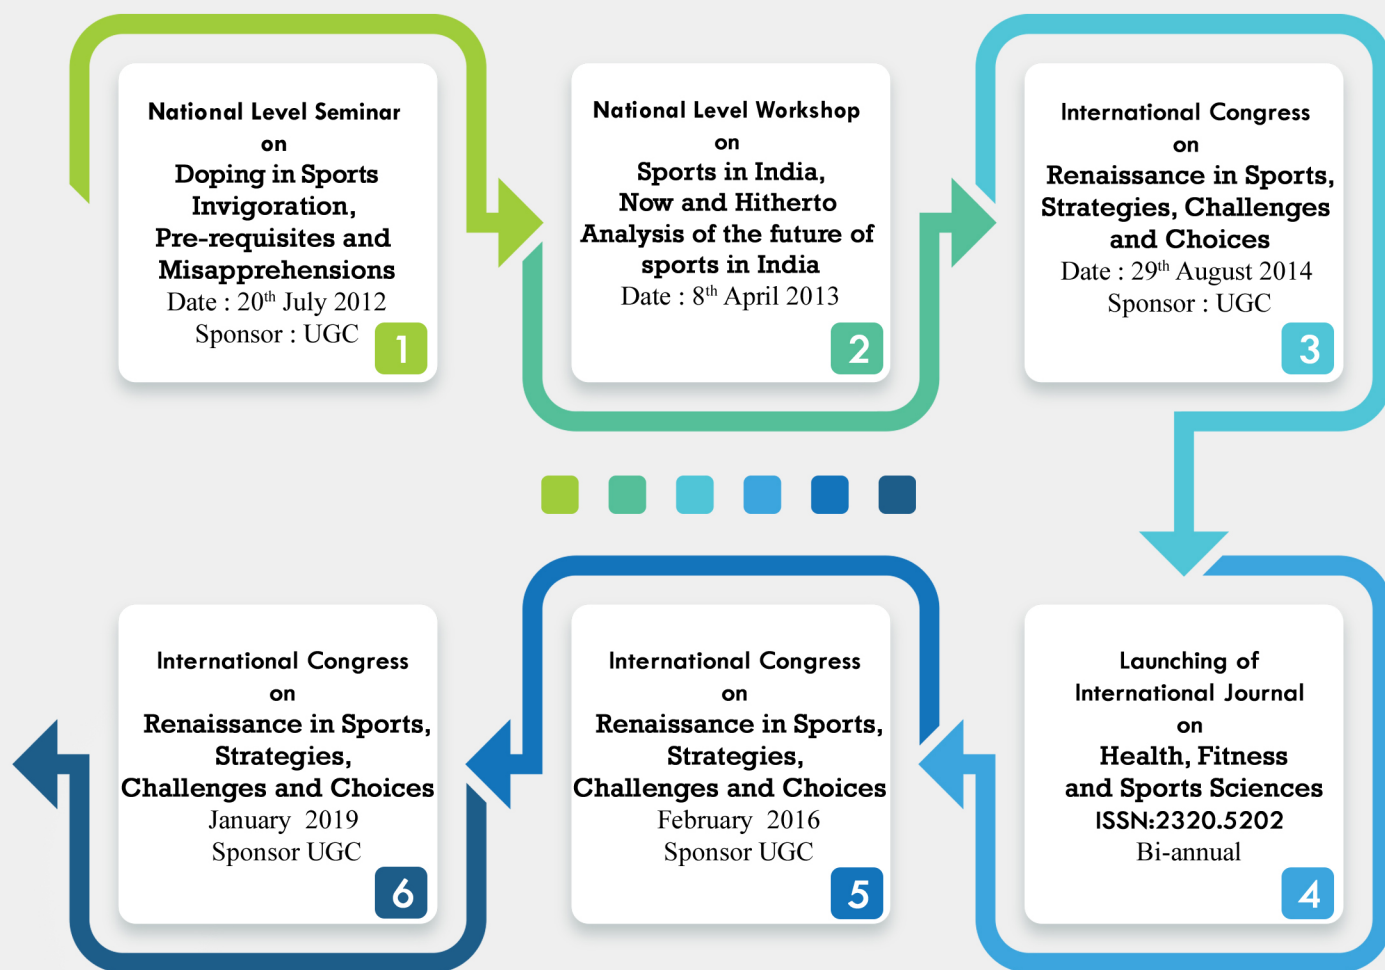 National Level Seminar
on
Doping in Sports
Invigoration,
Pre-requisites and
Misapprehensions
Date : 20th July 2012
Sponsor : UGC
1
National Level Workshop
on
Sports in India,
Now and Hitherto
Analysis of the future of
sports in India
Date : 8th April 2013
2
International Congress
on
Renaissance in Sports,
Strategies, Challenges
and Choices
Date : 29th August 2014
Sponsor : UGC
3
Launching of
International Journal
on
Health, Fitness
and Sports Sciences
ISSN:2320.5202
Bi-annual
4
International Congress
on
Renaissance in Sports,
Strategies,
Challenges and Choices
February 2016
Sponsor UGC
5
International Congress
on
Renaissance in Sports,
Strategies,
Challenges and Choices
January 2019
Sponsor UGC
6